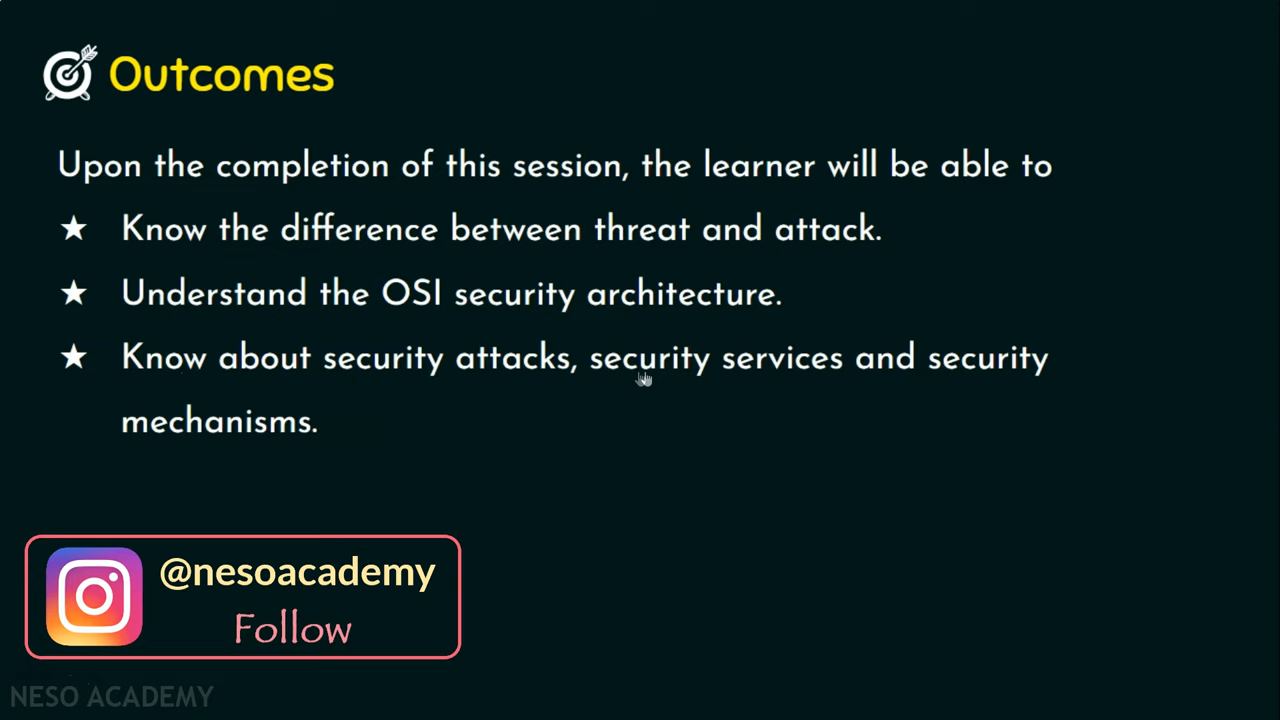 Outcomes
Upon the completion of this session, the learner will be able to
★ Know the difference between threat and attack.
★ Understand the OSI security architecture.
★ Know about security attacks, security services and security
mechanisms.
@nesoacademy
Follow
NESO ACADEMY